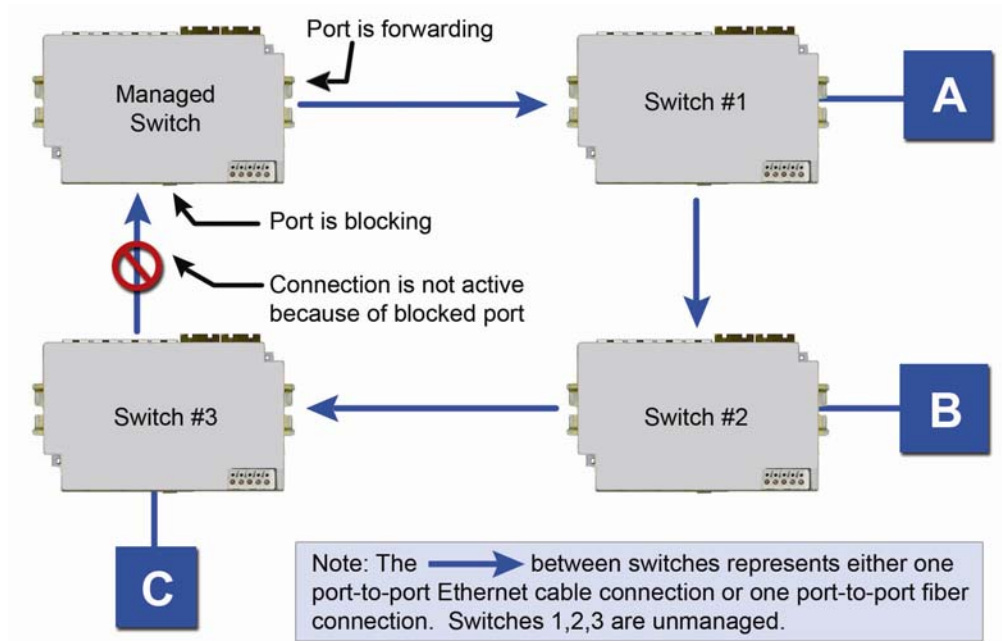 Port is forwarding
Managed
Switch
Switch #1
A
Port is blocking
Connection is not active
because of blocked port
Switch #3
Switch #2
B
C
Note: The between switches represents either one
port-to-port Ethernet cable connection or one port-to-port fiber
connection. Switches 1,2,3 are unmanaged.